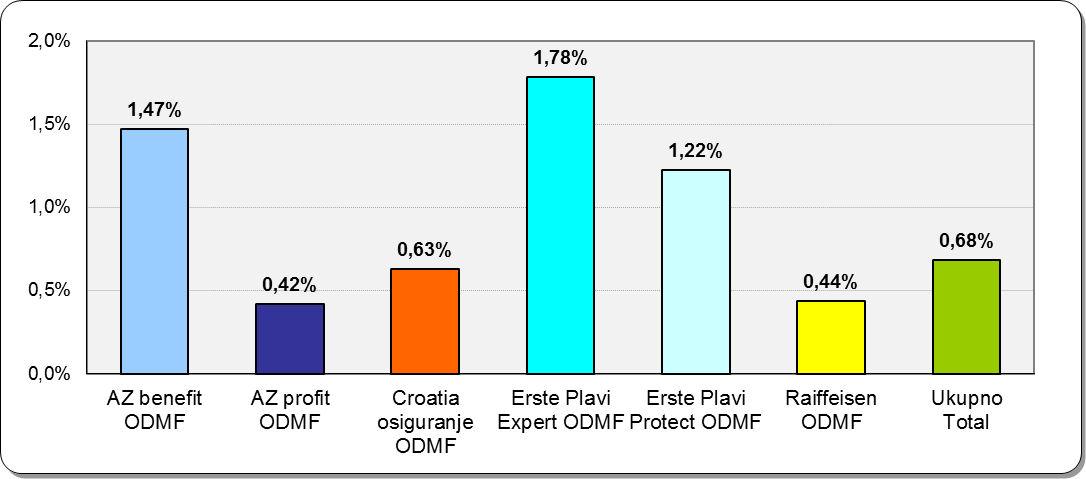 2,0%
1,5%
1,0%
0,5%
0,0%
1,47%
0,42%
0,63%
1,78%
1,22%
0,44%
0,68%
AZ benefit
ODMF
AZ profit
ODMF
Croatia
osiguranje
ODMF
Erste Plavi
Expert ODMF
Erste Plavi
Protect ODMF
Raiffeisen
ODMF
Ukupno
Total